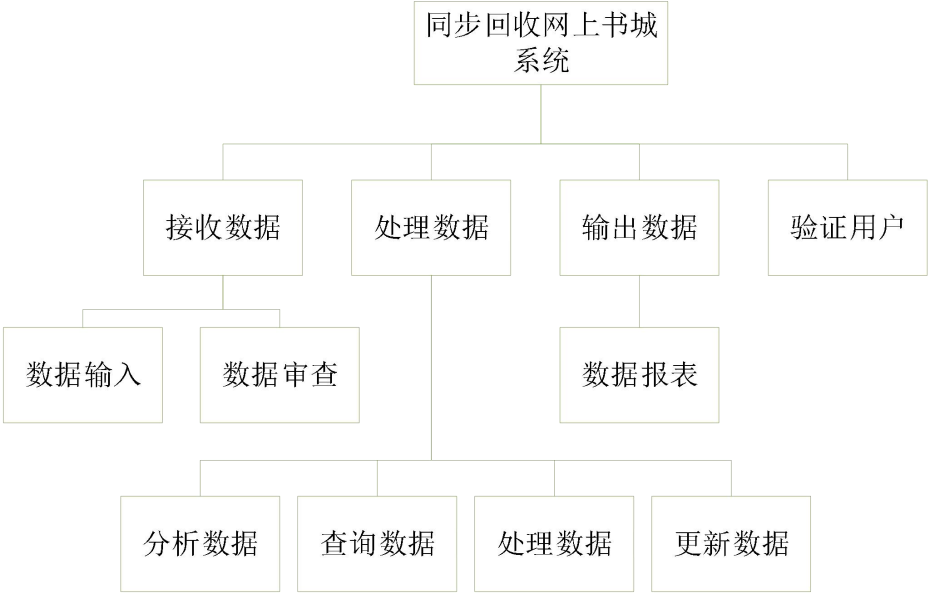 同步回收网上书城
系统
接收数据
处理数据
输出数据
验证用户
数据输入
数据审查
数据报表
分析数据
查询数据
处理数据
更新数据